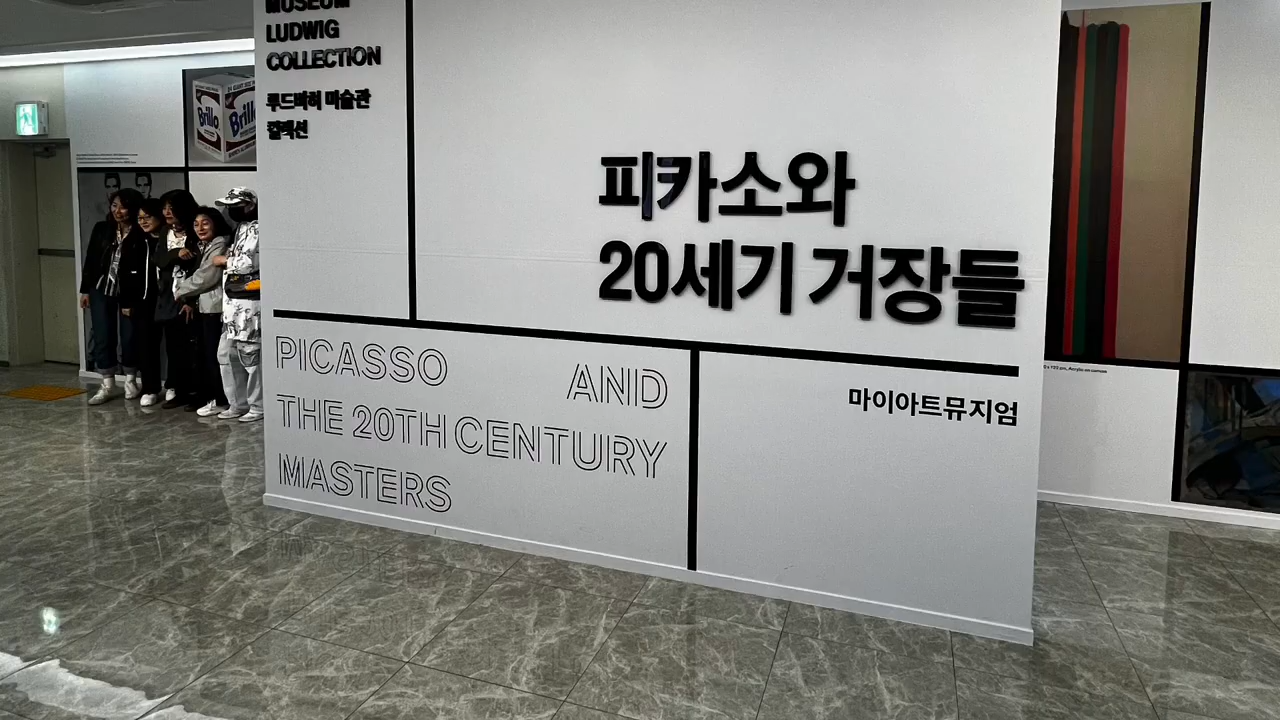 MUSEUM
LUDWIG
COLLECTION
루드비히 미술관
컬렉션
Brillo
피카소와
20세기 거장들
PICASSO AND
THE 20TH CENTURY
MASTERS
마이아트뮤지엄